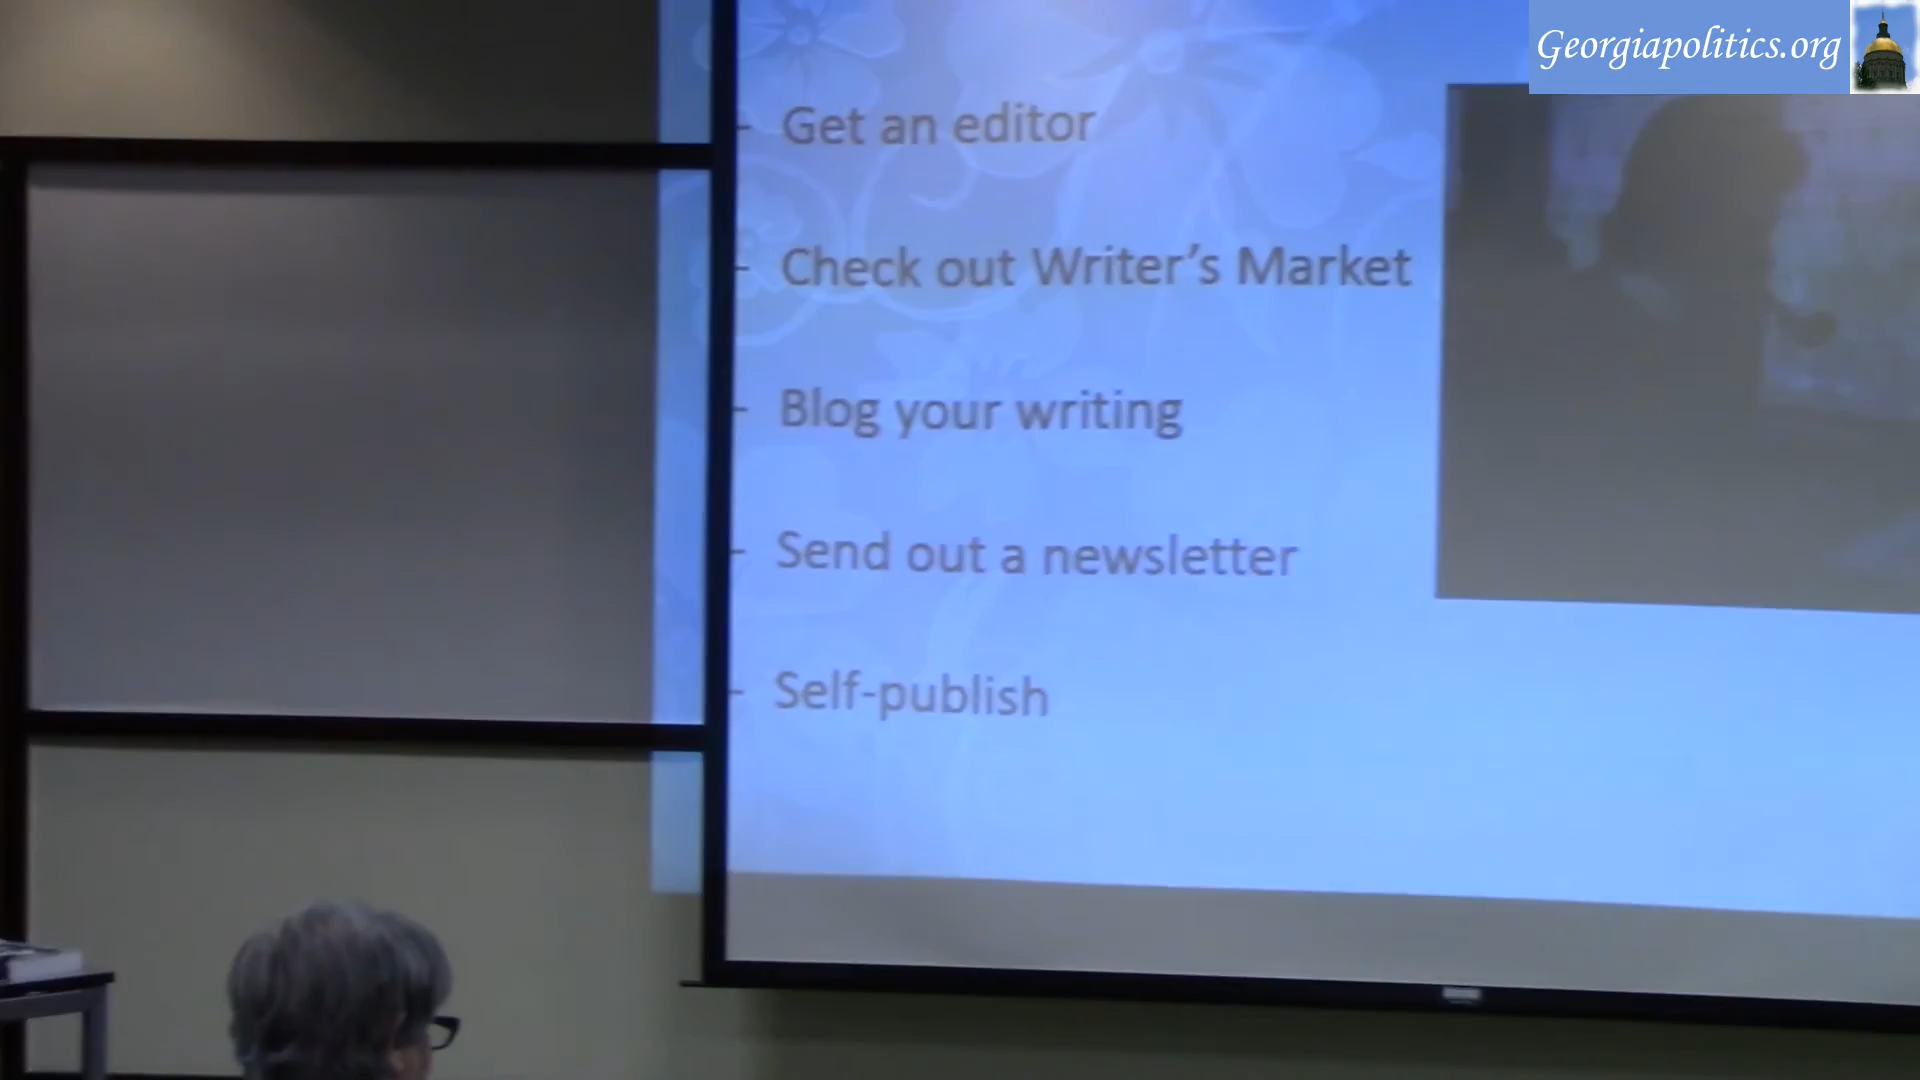 Georgiapolitics.org
- Get an editor
- Check out Writer's Market
- Blog your writing
- Send out a newsletter
- Self-publish